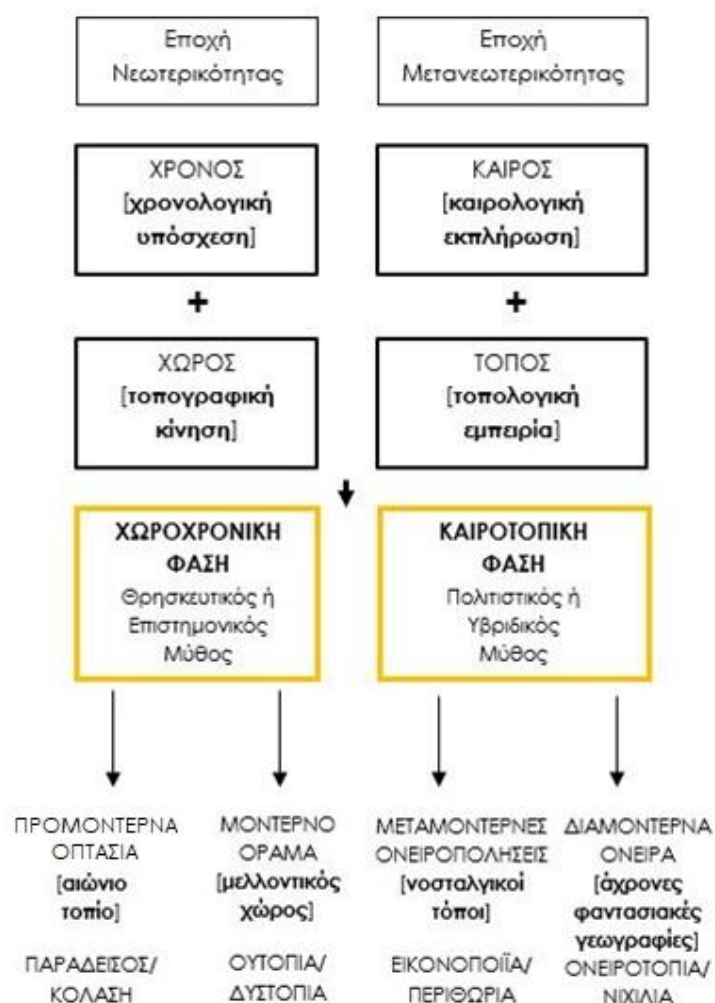 Εποχή
Νεωτερικότητας
Εποχή
Μετανεωτερικότητας
ΧΡΟΝΟΣ
[χρονολογική
υπόσχεση]
ΚΑΙΡΟΣ
[καιρολογική
εκπλήρωση]
+
+
ΧΩΡΟΣ
[τοπογραφική
κίνηση]
ΤΟΠΟΣ
[τοπολογική
εμπειρία]
ΧΩΡΟΧΡΟΝΙΚΗ
ΦΑΣΗ
Θρησκευτικός ή
Επιστημονικός
Μύθος
ΚΑΙΡΟΤΟΠΙΚΗ
ΦΑΣΗ
Πολιτιστικός ή
Υβριδικός
Μύθος
ΠΡΟΜΟΝΤΕΡΝΑ
ΟΠΤΑΣΙΑ
[αιώνιο
τοπίο]
ΠΑΡΑΔΕΙΣΟΣ/
ΚΟΛΑΣΗ
ΜΟΝΤΕΡΝΟ
ΟΡΑΜΑ
[μελλοντικός
χώρος]
ΟΥΤΟΠΙΑ/
ΔΥΣΤΟΠΙΑ
ΜΕΤΑΜΟΝΤΕΡΝΕΣ
ΟΝΕΙΡΟΠΟΛΗΣΕΙΣ
[νοσταλγικοί
τόποι]
ΕΙΚΟΝΟΠΟΙΪΑ/
ΠΕΡΙΘΩΡΙΑ
ΔΙΑΜΟΝΤΕΡΝΑ
ΟΝΕΙΡΑ
[άχρονες
φαντασιακές
γεωγραφίες]
ΟΝΕΙΡΟΤΟΠΙΑ/
ΝΙΧΙΛΙΑ